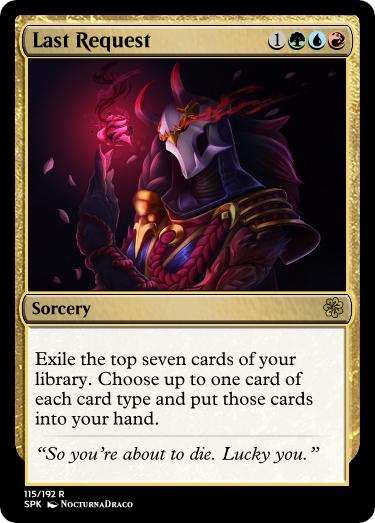 Last Request 1
Sorcery
Exile the top seven cards of your
library. Choose up to one card of
each card type and put those cards
into your hand.
“So you’re about to die. Lucky you.”
115/192 R
SPK NocturnaDraco